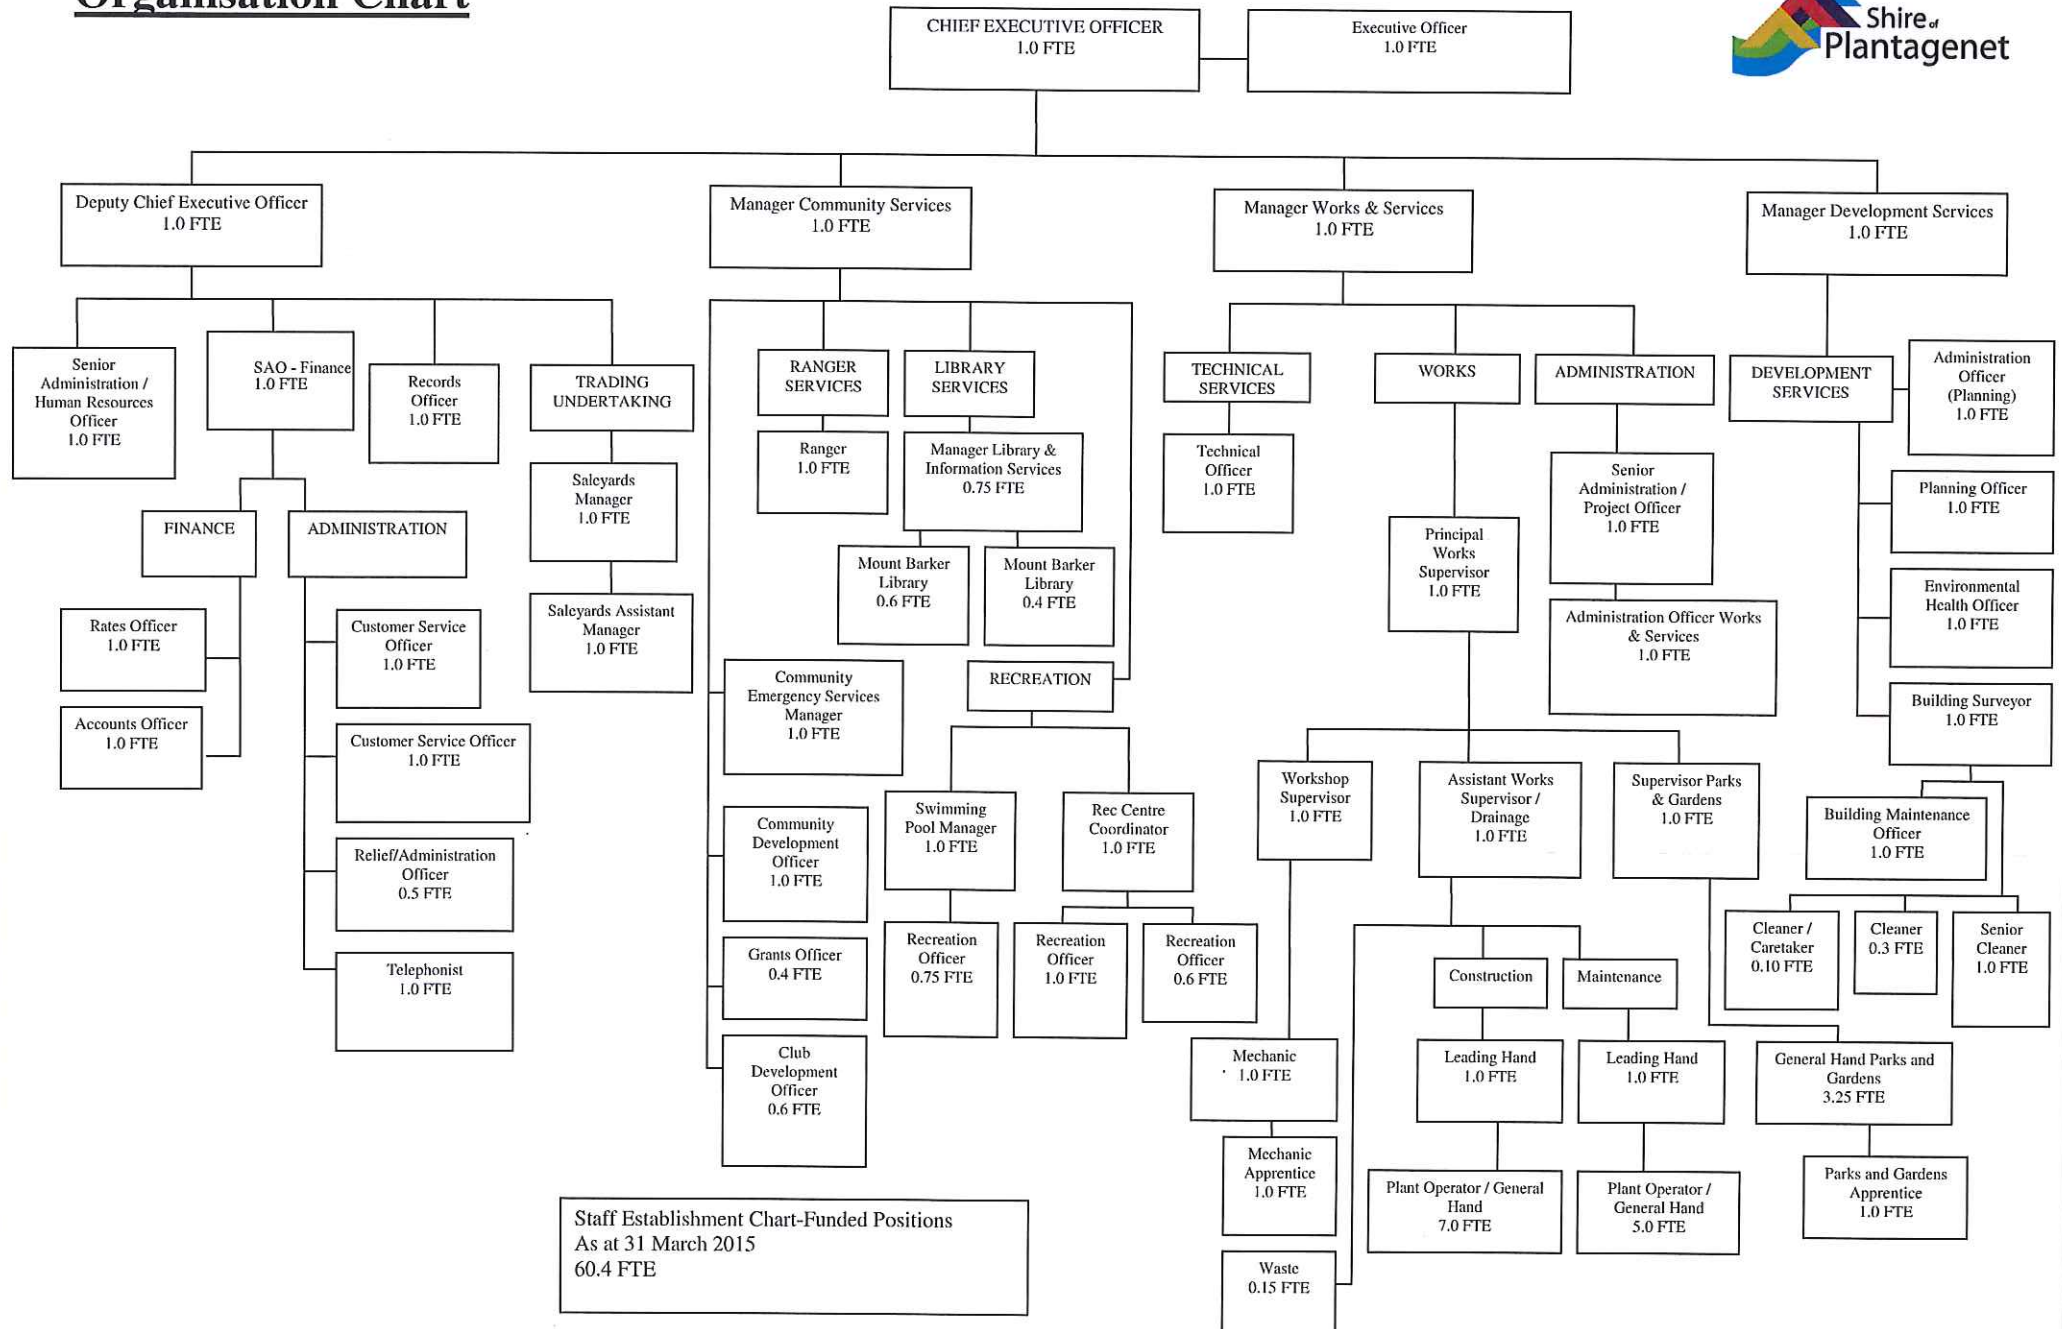 Organisation Chart
Shire of
Plantagenet
CHIEF EXECUTIVE OFFICER
1.0 FTE
Executive Officer
1.0 FTE
Deputy Chief Executive Officer
1.0 FTE
Manager Community Services
1.0 FTE
Manager Works & Services
1.0 FTE
Manager Development Services
1.0 FTE
Senior
Administration /
Human Resources
Officer
1.0 FTE
SAO - Finance
1.0 FTE
Records
Officer
1.0 FTE
TRADING
UNDERTAKING
Saleyards
Manager
1.0 FTE
Saleyards Assistant
Manager
1.0 FTE
FINANCE
ADMINISTRATION
Rates Officer
1.0 FTE
Accounts Officer
1.0 FTE
Customer Service
Officer
1.0 FTE
Customer Service Officer
1.0 FTE
Relief/Administration
Officer
0.5 FTE
Telephonist
1.0 FTE
RANGER
SERVICES
Ranger
1.0 FTE
LIBRARY
SERVICES
Manager Library &
Information Services
0.75 FTE
Mount Barker
Library
0.6 FTE
Mount Barker
Library
0.4 FTE
Community
Emergency Services
Manager
1.0 FTE
Community
Development
Officer
1.0 FTE
Grants Officer
0.4 FTE
Club
Development
Officer
0.6 FTE
RECREATION
Swimming
Pool Manager
1.0 FTE
Rec Centre
Coordinator
1.0 FTE
Recreation
Officer
0.75 FTE
Recreation
Officer
1.0 FTE
Recreation
Officer
0.6 FTE
TECHNICAL
SERVICES
Technical
Officer
1.0 FTE
WORKS
Principal
Works
Supervisor
1.0 FTE
ADMINISTRATION
Senior
Administration /
Project Officer
1.0 FTE
Administration Officer Works
& Services
1.0 FTE
Workshop
Supervisor
1.0 FTE
Assistant Works
Supervisor /
Drainage
1.0 FTE
Supervisor Parks
& Gardens
1.0 FTE
Construction
Maintenance
Mechanic
1.0 FTE
Leading Hand
1.0 FTE
Leading Hand
1.0 FTE
General Hand Parks and
Gardens
3.25 FTE
Mechanic
Apprentice
1.0 FTE
Plant Operator / General
Hand
7.0 FTE
Plant Operator /
General Hand
5.0 FTE
Parks and Gardens
Apprentice
1.0 FTE
Waste
0.15 FTE
DEVELOPMENT
SERVICES
Administration
Officer
(Planning)
1.0 FTE
Planning Officer
1.0 FTE
Environmental
Health Officer
1.0 FTE
Building Surveyor
1.0 FTE
Building Maintenance
Officer
1.0 FTE
Cleaner /
Caretaker
0.10 FTE
Cleaner
0.3 FTE
Senior
Cleaner
1.0 FTE
Staff Establishment Chart-Funded Positions
As at 31 March 2015
60.4 FTE